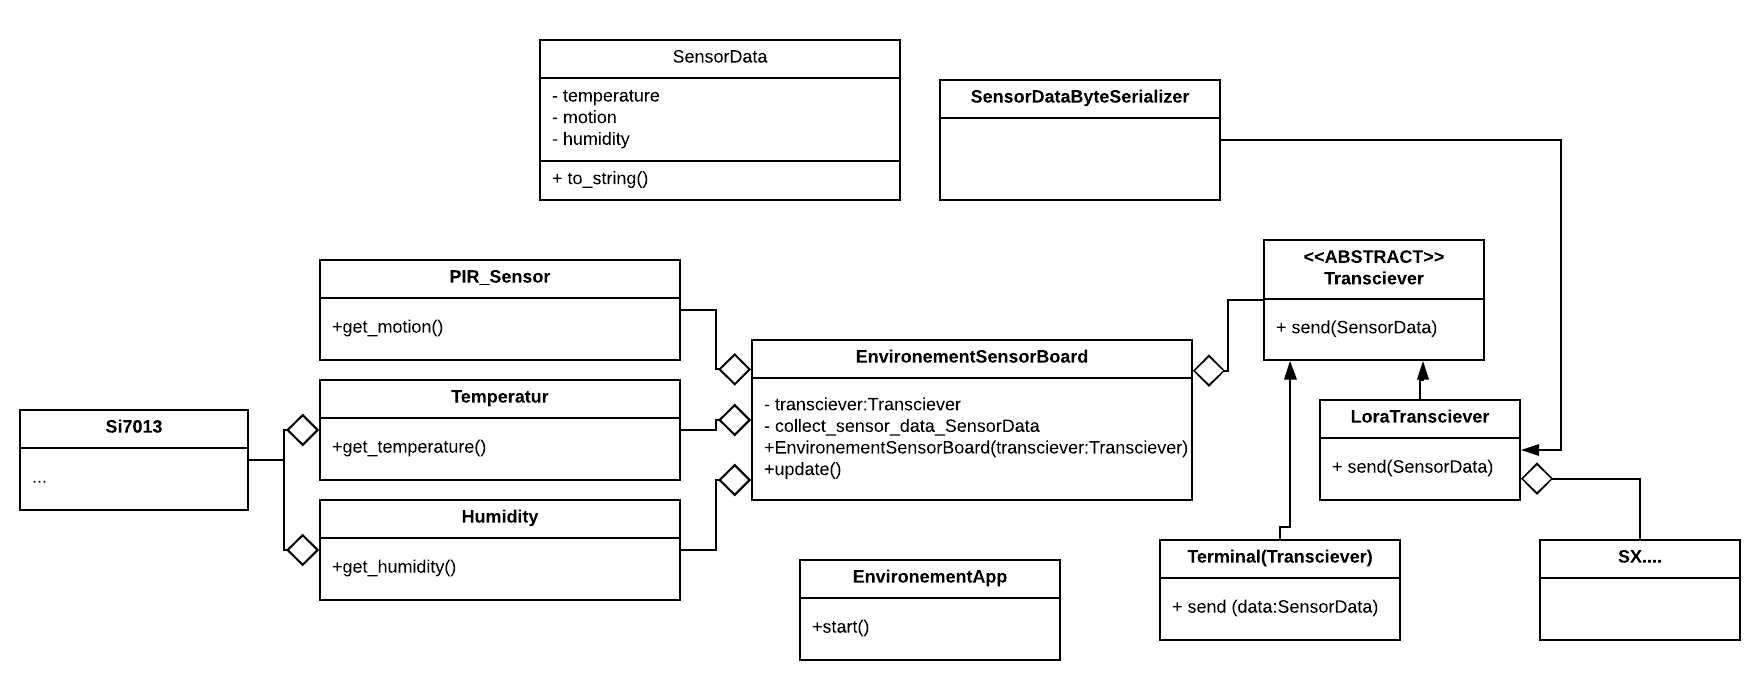 SensorData
- temperature
- motion
- humidity
+ to_string()
SensorDataByteSerializer
PIR_Sensor
+get_motion()
<<ABSTRACT>>
Transciever
+ send(SensorData)
EnvironementSensorBoard
- transciever:Transciever
- collect_sensor_data_SensorData
+EnvironementSensorBoard(transciever:Transciever)
+update()
Temperatur
+get_temperature()
Si7013
...
LoraTransciever
+ send(SensorData)
Humidity
+get_humidity()
EnvironementApp
+start()
Terminal(Transciever)
+ send (data:SensorData)
SX....